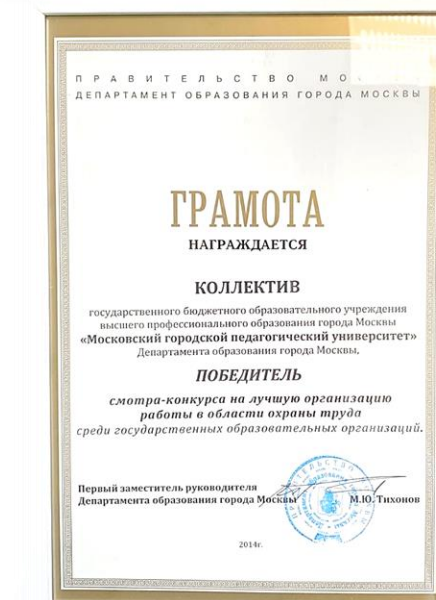 ПРАВИТЕЛЬСТВО
ДЕПАРТАМЕНТ ОБРАЗОВАНИЯ ГОРОДА МОСКВЫ
ГРАМОТА
НАГРАЖДАЕТСЯ
КОЛЛЕКТИВ
государственного бюджетного образовательного учреждения
высшего профессионального образования города Москвы
«Московский городской педагогический университет»
Департамента образования города Москвы,
ПОБЕДИТЕЛЬ
смотра-конкурса на лучшую организацию
работы в области охраны труда
среди государственных образовательных организаций.
Первый заместитель руководителя
Департамента образования города Москвы М.Ю. Тихонов
2014г.